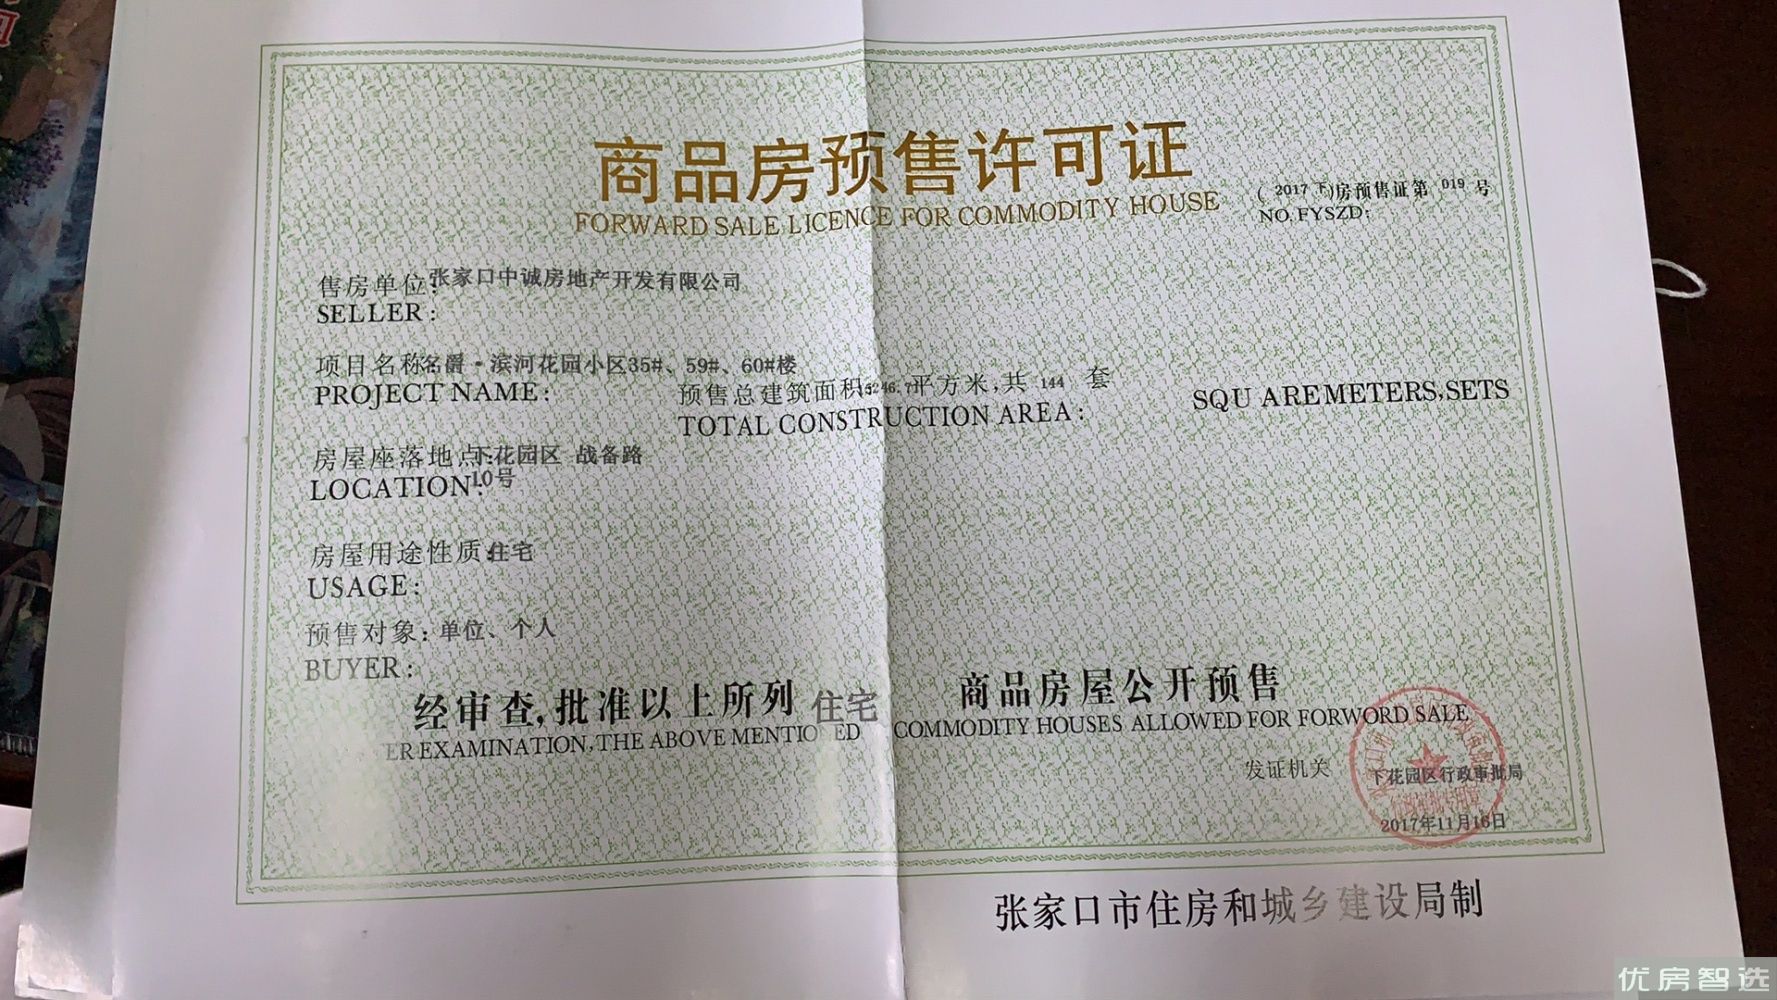 商品房预售许可证
FORWARD SALE LICENCE FOR COMMODITY HOUSE
(2017下)房预售证第 019 号
NO.FYSZD:
售房单位:张家口中诚房地产开发有限公司
SELLER:
项目名称:名爵·滨河花园小区35#、59#、60#楼
PROJECT NAME:
预售总建筑面积 246.7平方米,共 144 套
TOTAL CONSTRUCTION AREA: SQU AREMETERS,SETS
房屋座落地点:下花园区 战备路
10号
LOCATION:
房屋用途性质:住宅
USAGE:
预售对象:单位、个人
BUYER:
经审查,批准以上所列 住宅 商品房屋公开预售
ER EXAMINATION,THE ABOVE MENTIO ED COMMODITY HOUSES ALLOWED FOR FORWORD SALE
发证机关 下花园区行政审批局
2017年11月16日
张家口市住房和城乡建设局制
优房智选